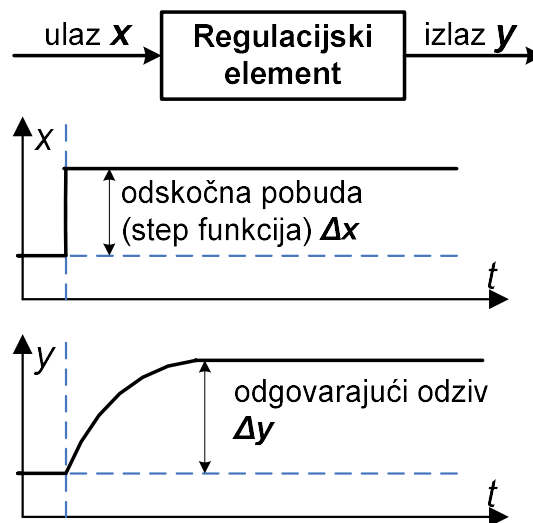 ulaz x
Regulacijski
element
izlaz y
x
odskočna pobuda
(step funkcija) Δx
t
y
odgovarajući odziv
Δy
t